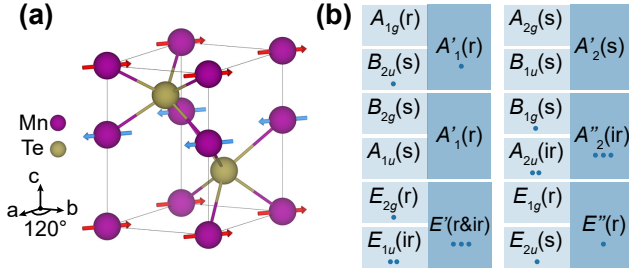 (a)
Mn
Te
c
a
b
120°
(b)
A1g(r)
B2u(s)
A'1(r)
B2g(s)
A1u(s)
A'1(r)
E2g(r)
E1u(ir)
E'(r&ir)
A2g(s)
B1u(s)
A'2(s)
B1g(s)
A2u(ir)
A"2(ir)
E1g(r)
E2u(s)
E"(r)